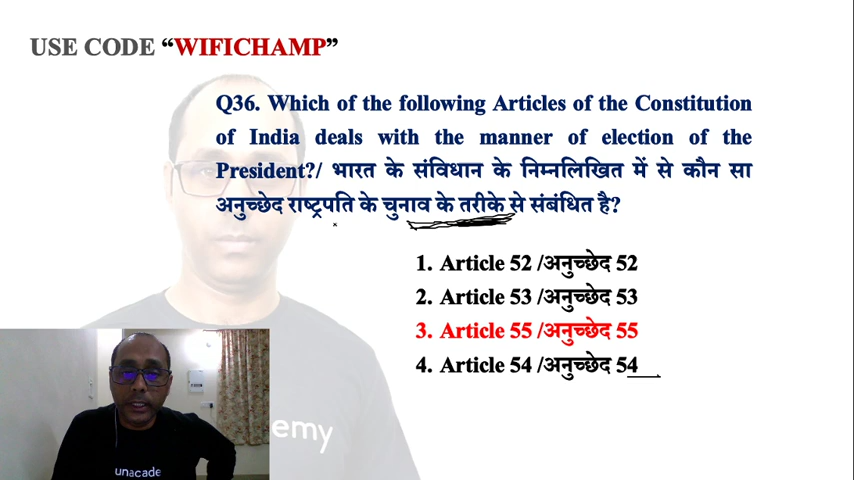 USE CODE “WIFICHAMP”
Q36. Which of the following Articles of the Constitution
of India deals with the manner of election of the
President?/ भारत के संविधान के निम्नलिखित में से कौन सा
अनुच्छेद राष्ट्रपति के चुनाव के तरीके से संबंधित है?
1. Article 52 /अनुच्छेद 52
2. Article 53 /अनुच्छेद 53
3. Article 55 /अनुच्छेद 55
4. Article 54 /अनुच्छेद 54
emy
unacade